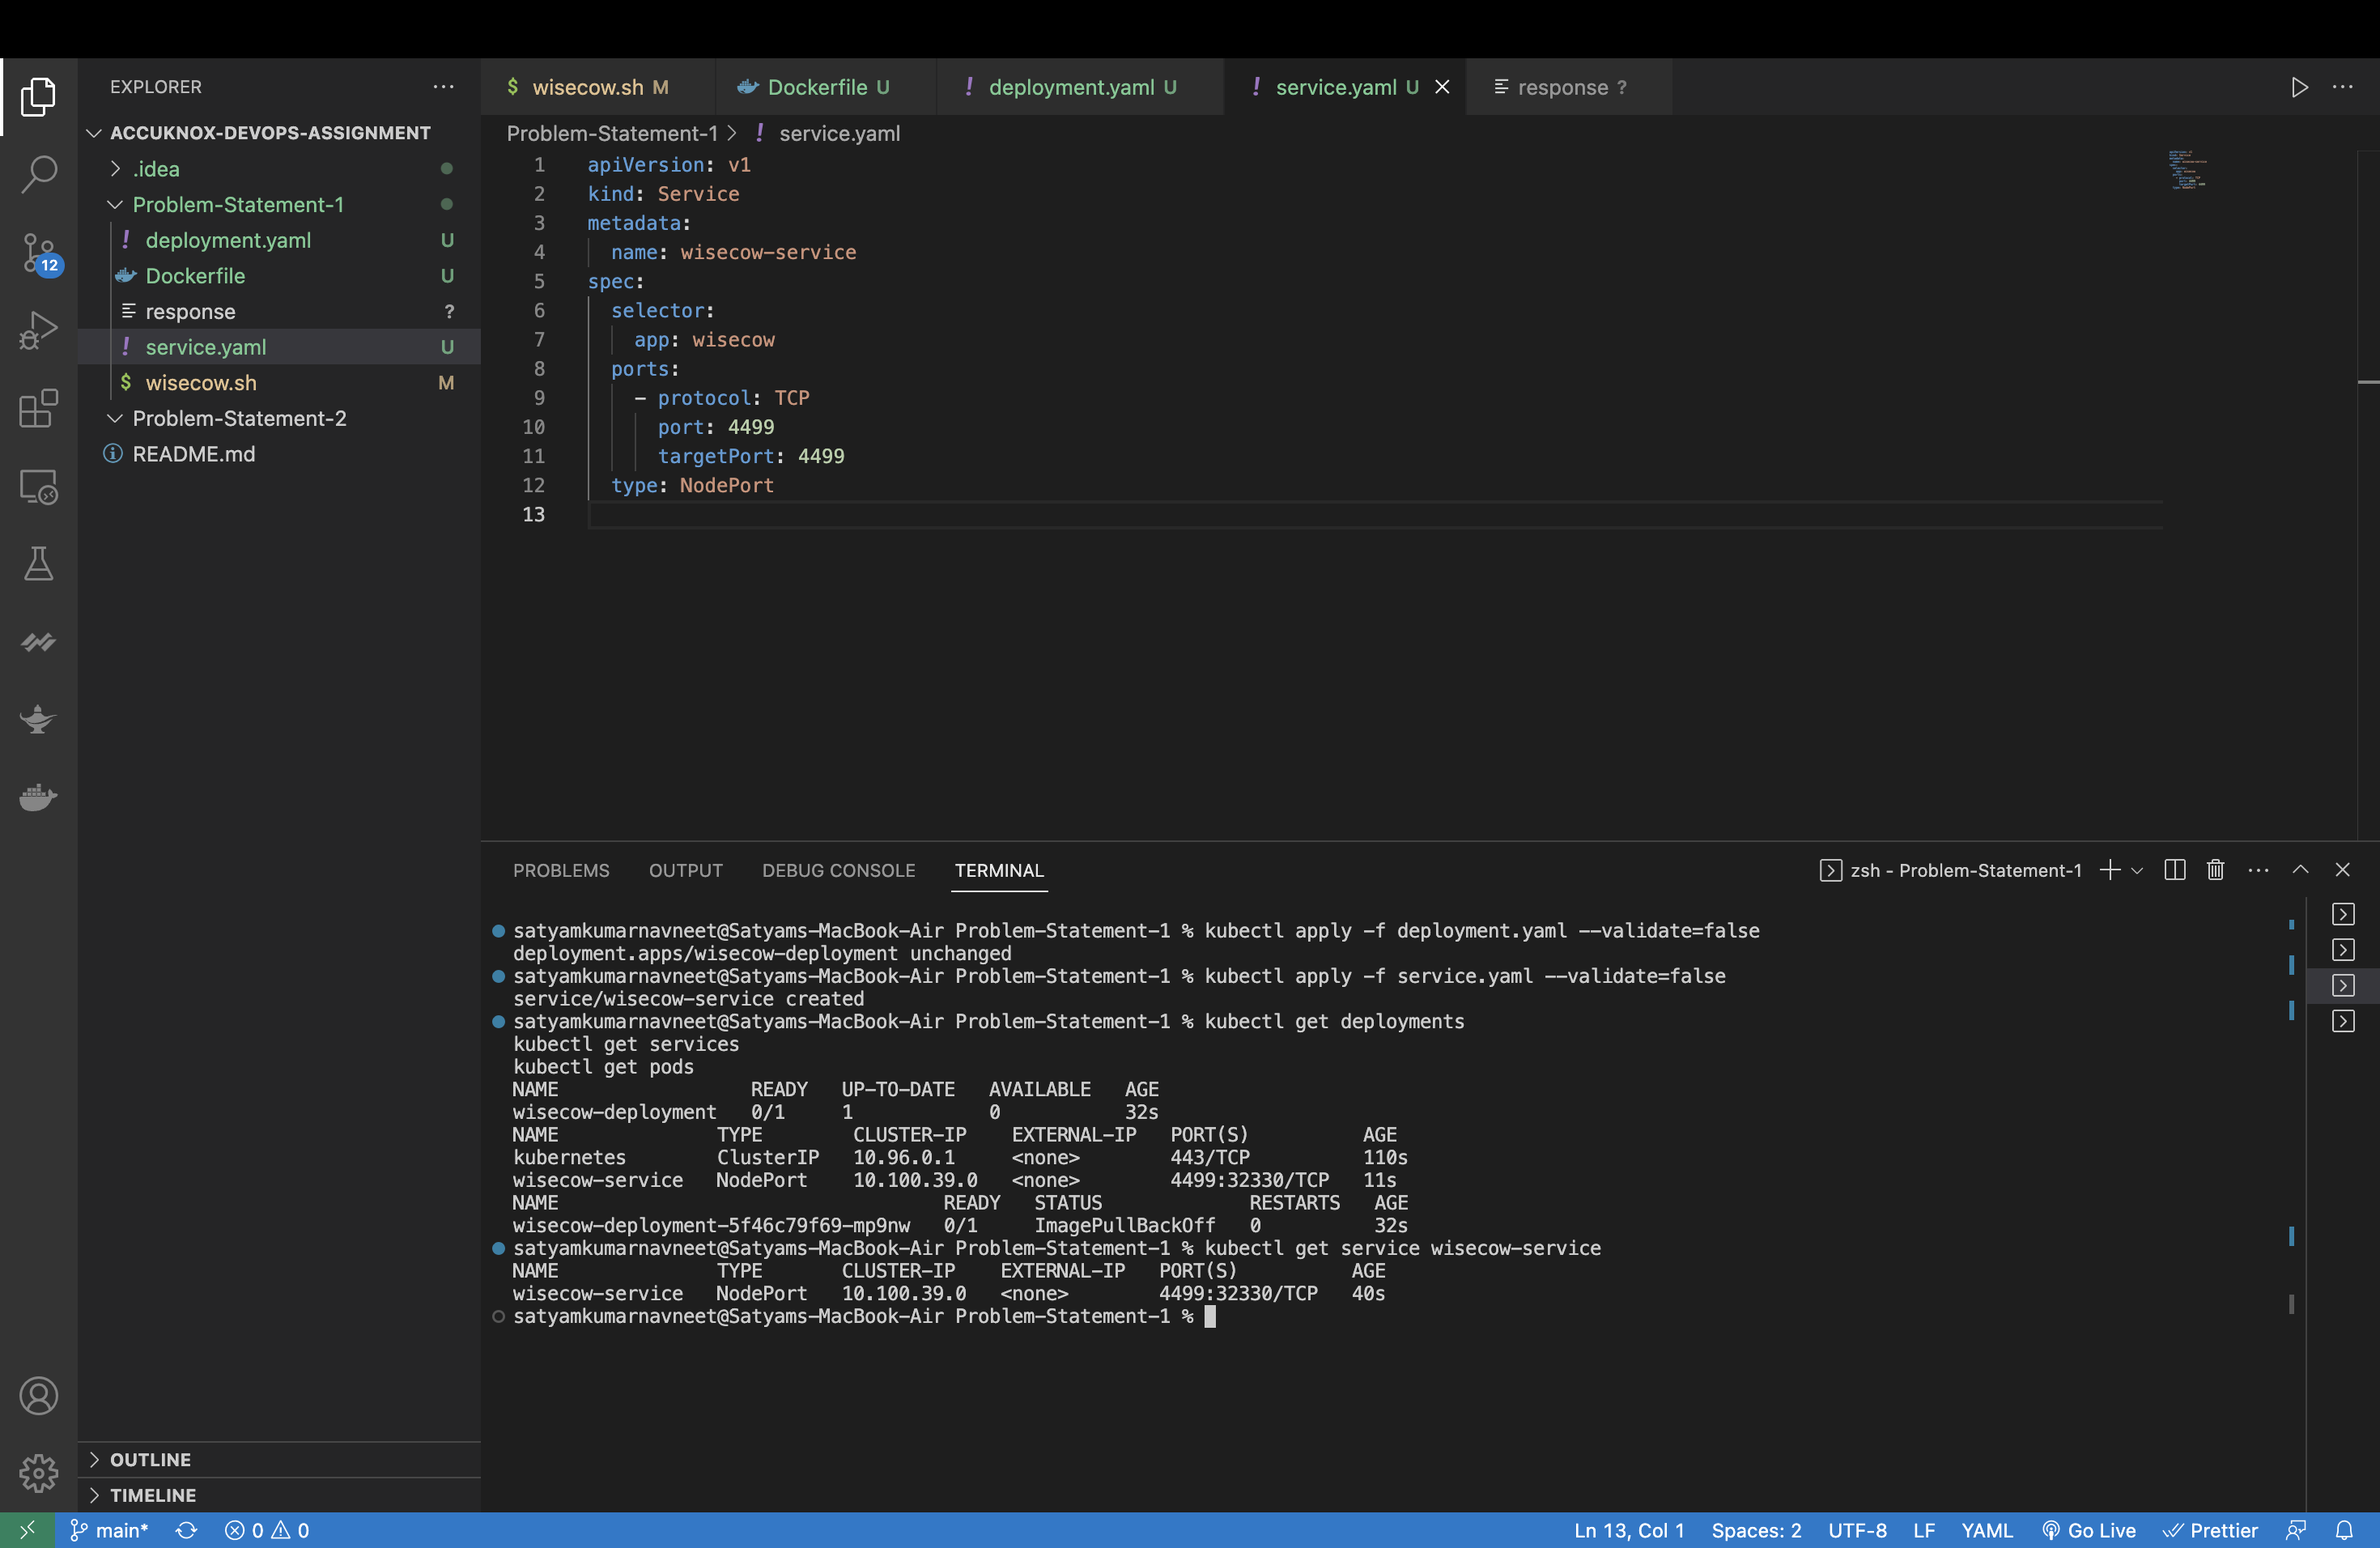 EXPLORER
ACCUKNOX-DEVOPS-ASSIGNMENT
.idea
Problem-Statement-1
deployment.yaml U
Dockerfile U
response ?
service.yaml U
wisecow.sh M
Problem-Statement-2
README.md
12
OUTLINE
TIMELINE
$ wisecow.sh M
Dockerfile U
! deployment.yaml U
! service.yaml U
response ?
Problem-Statement-1 > ! service.yaml
1 apiVersion: v1
2 kind: Service
3 metadata:
4 name: wisecow-service
5 spec:
6 selector:
7 app: wisecow
8 ports:
9 - protocol: TCP
10 port: 4499
11 targetPort: 4499
12 type: NodePort
13
PROBLEMS OUTPUT DEBUG CONSOLE TERMINAL
zsh - Problem-Statement-1
satyamkumarnavneet@Satyams-MacBook-Air Problem-Statement-1 % kubectl apply -f deployment.yaml --validate=false
deployment.apps/wisecow-deployment unchanged
satyamkumarnavneet@Satyams-MacBook-Air Problem-Statement-1 % kubectl apply -f service.yaml --validate=false
service/wisecow-service created
satyamkumarnavneet@Satyams-MacBook-Air Problem-Statement-1 % kubectl get deployments
kubectl get services
kubectl get pods
NAME READY UP-TO-DATE AVAILABLE AGE
wisecow-deployment 0/1 1 0 32s
NAME TYPE CLUSTER-IP EXTERNAL-IP PORT(S) AGE
kubernetes ClusterIP 10.96.0.1 <none> 443/TCP 110s
wisecow-service NodePort 10.100.39.0 <none> 4499:32330/TCP 11s
NAME READY STATUS RESTARTS AGE
wisecow-deployment-5f46c79f69-mp9nw 0/1 ImagePullBackOff 0 32s
satyamkumarnavneet@Satyams-MacBook-Air Problem-Statement-1 % kubectl get service wisecow-service
NAME TYPE CLUSTER-IP EXTERNAL-IP PORT(S) AGE
wisecow-service NodePort 10.100.39.0 <none> 4499:32330/TCP 40s
satyamkumarnavneet@Satyams-MacBook-Air Problem-Statement-1 %
main* 0 0
Ln 13, Col 1 Spaces: 2 UTF-8 LF YAML Go Live Prettier